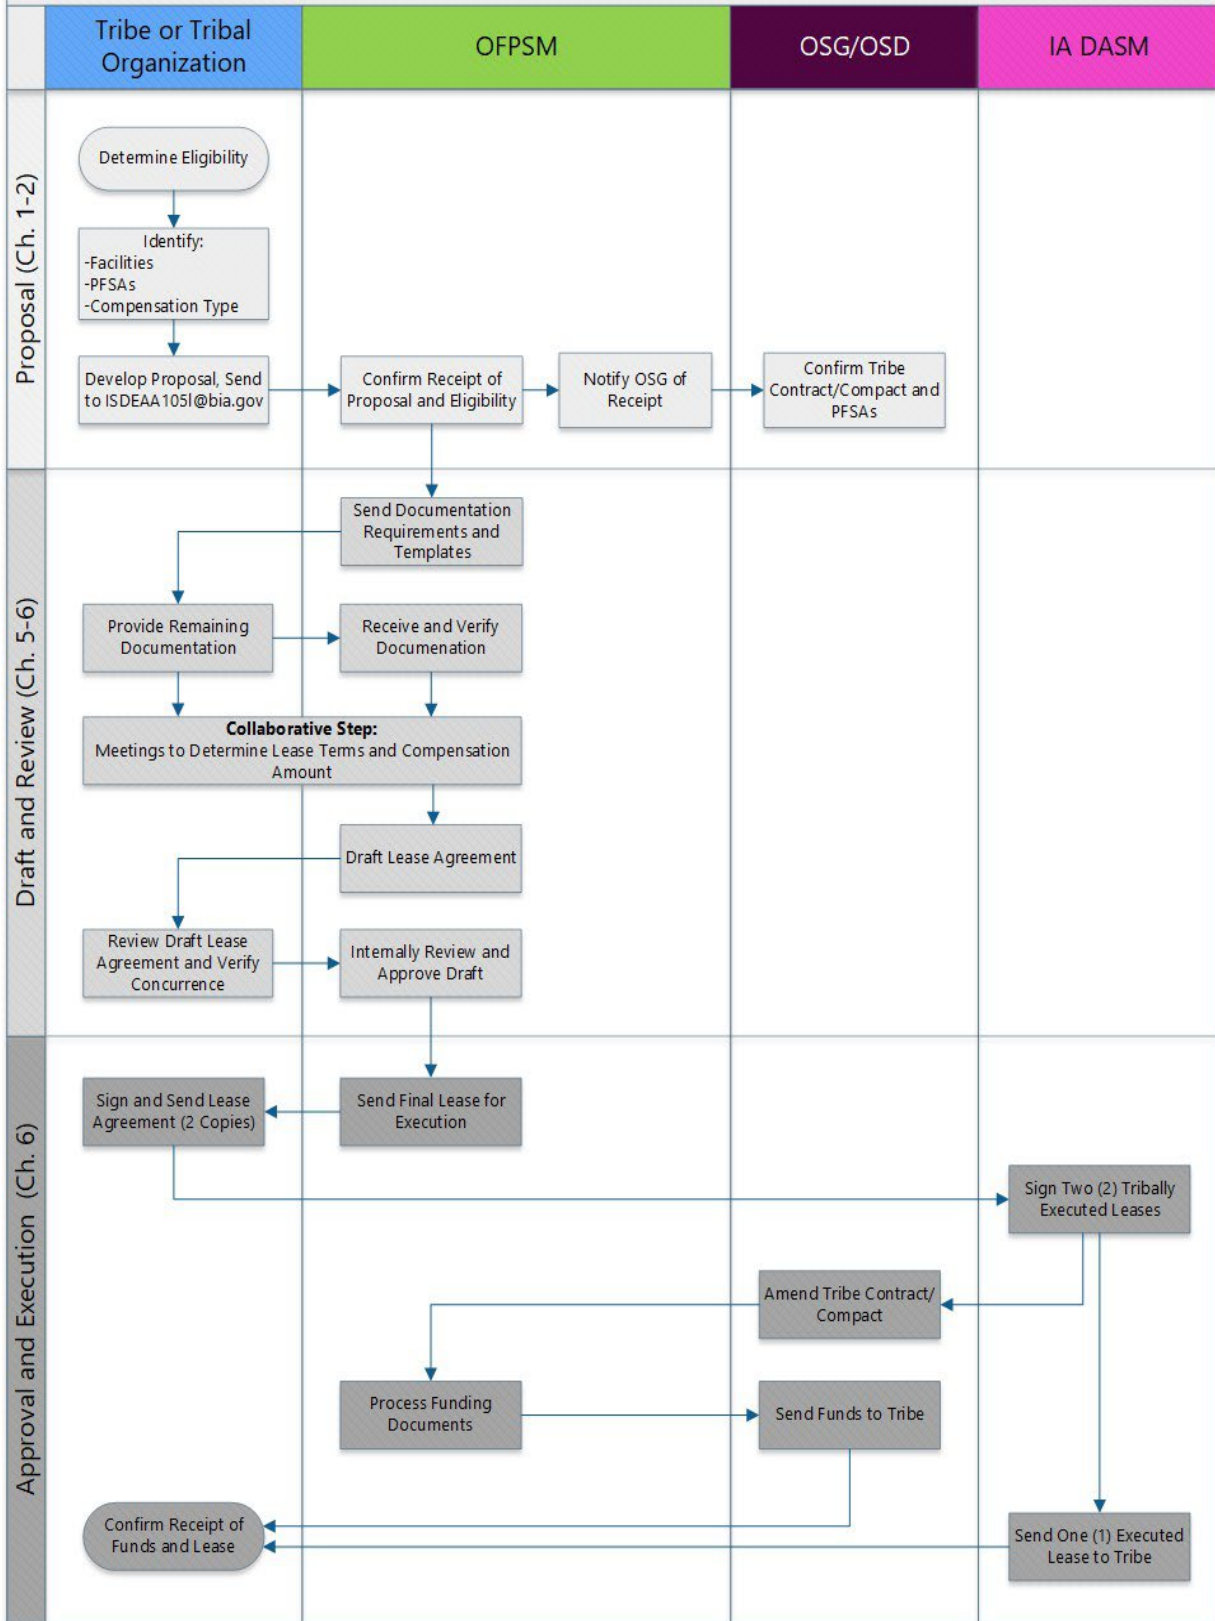 Tribe or Tribal
Organization
OFPSM
OSG/OSD
IA DASM
Proposal (Ch. 1-2)
Determine Eligibility
Identify:
-Facilities
-PFSAs
-Compensation Type
Develop Proposal, Send
to ISDEAA105l@bia.gov
Confirm Receipt of
Proposal and Eligibility
Notify OSG of
Receipt
Confirm Tribe
Contract/Compact and
PFSAs
Draft and Review (Ch. 5-6)
Send Documentation
Requirements and
Templates
Provide Remaining
Documentation
Receive and Verify
Documenation
Collaborative Step:
Meetings to Determine Lease Terms and Compensation
Amount
Draft Lease Agreement
Review Draft Lease
Agreement and Verify
Concurrence
Internally Review and
Approve Draft
Approval and Execution (Ch. 6)
Sign and Send Lease
Agreement (2 Copies)
Send Final Lease for
Execution
Sign Two (2) Tribally
Executed Leases
Amend Tribe Contract/
Compact
Process Funding
Documents
Send Funds to Tribe
Confirm Receipt of
Funds and Lease
Send One (1) Executed
Lease to Tribe